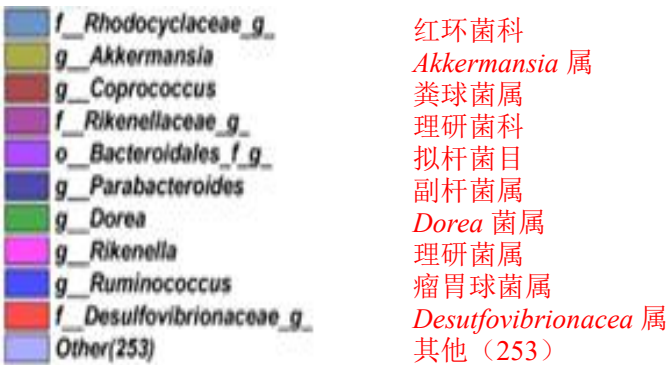 f__Rhodocyclaceae_g_ 红环菌科
g__Akkermansia Akkermansia 属
g__Coprococcus 粪球菌属
f_Rikenellaceae_g_ 理研菌科
o__Bacteroidales_f_g_ 拟杆菌目
g__Parabacteroides 副杆菌属
g__Dorea Dorea 菌属
g__Rikenella 理研菌属
g__Ruminococcus 瘤胃球菌属
f__Desulfovibrionaceae_g_ Desutfovibrionacea 属
Other(253) 其他（253）